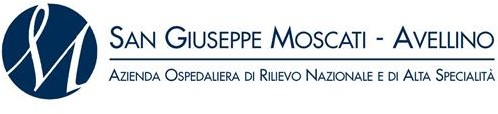 M
SAN GIUSEPPE MOSCATI - AVELLINO
AZIENDA OSPEDALIERA DI RILIEVO NAZIONALE E DI ALTA SPECIALITÀ